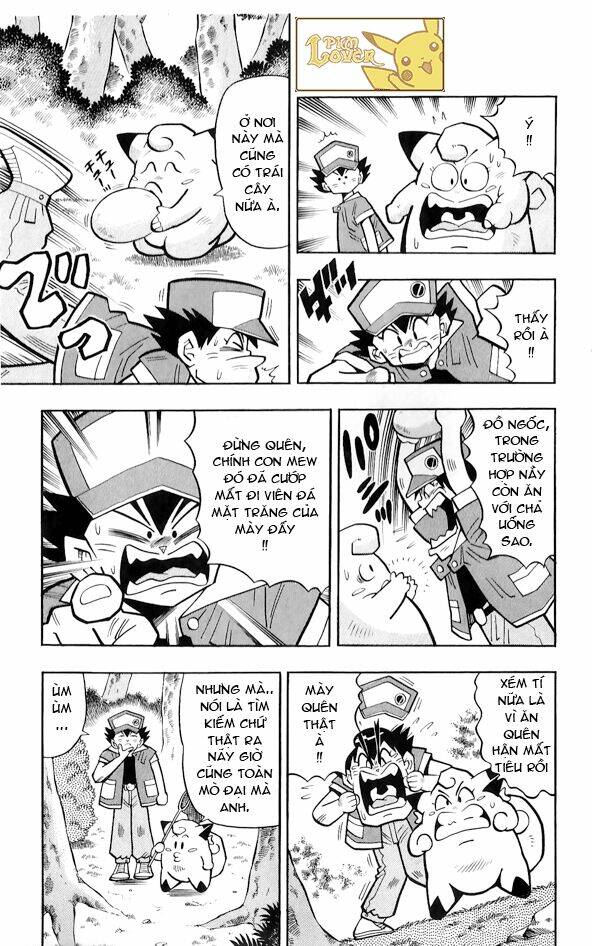 PKM
LOVER
Ý
!!
THẤY
RỒI À
!!
Ở NƠI
NÀY MÀ
CŨNG
CÓ TRÁI
CÂY
NỮA À.
ĐỒ NGỐC,
TRONG
TRƯỜNG
HỢP NẦY
CÒN ĂN
VỚI CHẢ
UỐNG
SAO.
ĐỪNG QUÊN,
CHÍNH CON MEW
ĐÓ ĐÃ CƯỚP
MẤT ĐI VIÊN ĐÁ
MẶT TRĂNG CỦA
MÀY ĐẤY
!!
XÉM TÍ
NỮA LÀ
VÌ ĂN
QUÊN
HẬN MẤT
TIÊU RỒI
MÀY
QUÊN
THẬT
À
!!
NHƯNG MÀ..
NÓI LÀ TÌM
KIẾM CHỨ
THẬT RA
NÃY GIỜ
CŨNG TOÀN
MÒ ĐẠI MÀ
ANH.
ÙM
ÙM
...